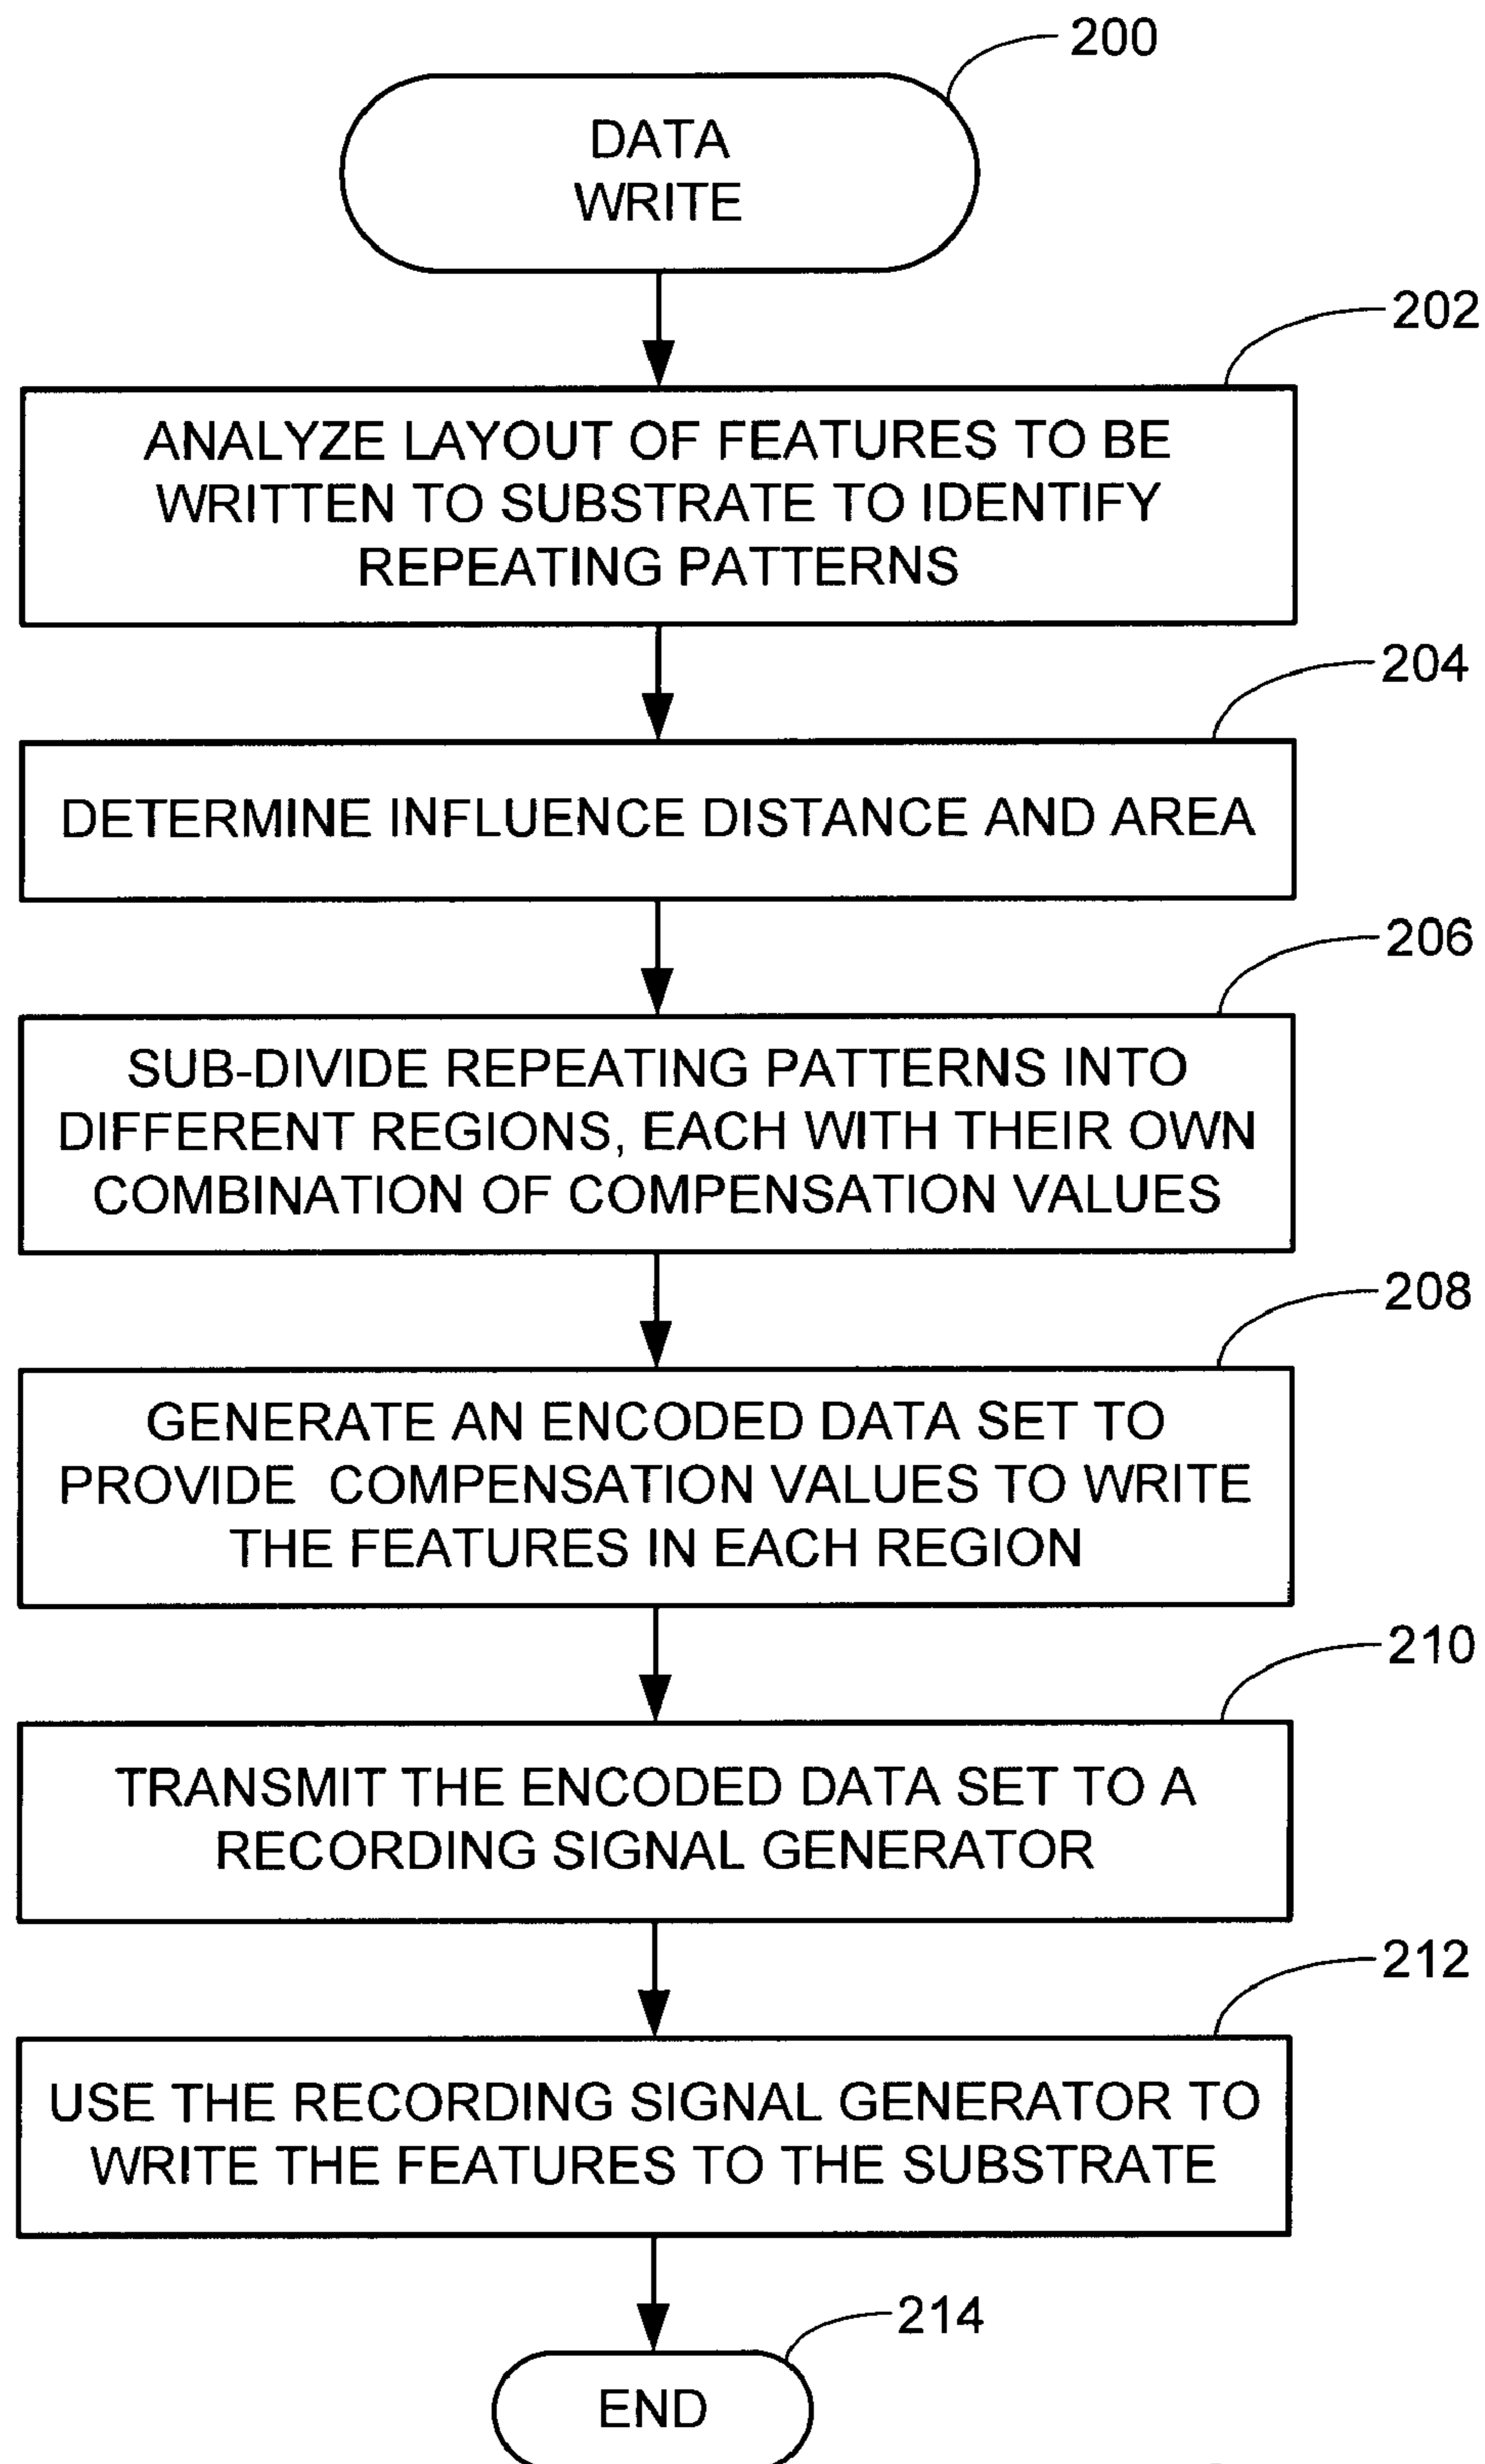 200
DATA
WRITE
202
ANALYZE LAYOUT OF FEATURES TO BE
WRITTEN TO SUBSTRATE TO IDENTIFY
REPEATING PATTERNS
204
DETERMINE INFLUENCE DISTANCE AND AREA
206
SUB-DIVIDE REPEATING PATTERNS INTO
DIFFERENT REGIONS, EACH WITH THEIR OWN
COMBINATION OF COMPENSATION VALUES
208
GENERATE AN ENCODED DATA SET TO
PROVIDE COMPENSATION VALUES TO WRITE
THE FEATURES IN EACH REGION
210
TRANSMIT THE ENCODED DATA SET TO A
RECORDING SIGNAL GENERATOR
212
USE THE RECORDING SIGNAL GENERATOR TO
WRITE THE FEATURES TO THE SUBSTRATE
214
END